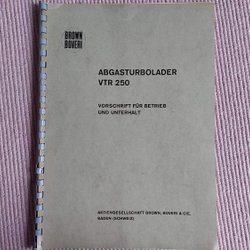 BROWN
BOVERI
ABGASTURBOLADER
VTR 250
VORSCHRIFT FÜR BETRIEB
UND UNTERHALT
AKTIENGESELLSCHAFT BROWN, BOVERI & CIE.
BADEN (SCHWEIZ)